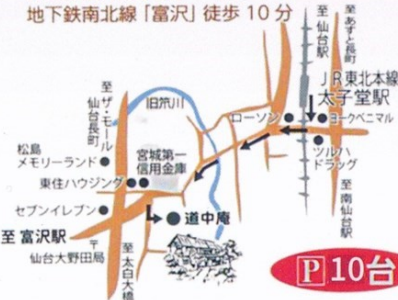 地下鉄南北線「富沢」徒歩10分
至あすと長町
至仙台駅
JR東北本線
太子堂駅
至ザ・モール
仙台長町
旧笊川
ローソン
ヨークベニマル
松島
メモリーランド
宮城第一
信用金庫
ツルハ
ドラッグ
東住ハウジング
至南仙台駅
セブンイレブン
道中庵
至 富沢駅
〒
仙台大野田局
至太白大橋
P 10台